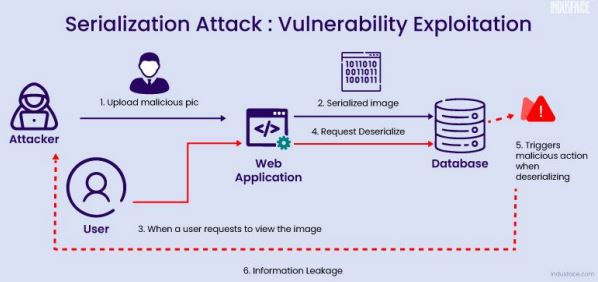 INDUSFACE
Serialization Attack : Vulnerability Exploitation
1011010
0011011
1001011
1. Upload malicious pic
2. Serialized image
Attacker
</>
4. Request Deserialize
Web
Application
Database
5. Triggers
malicious action
when
deserializing
User
3. When a user requests to view the image
6. Information Leakage
indusface.com